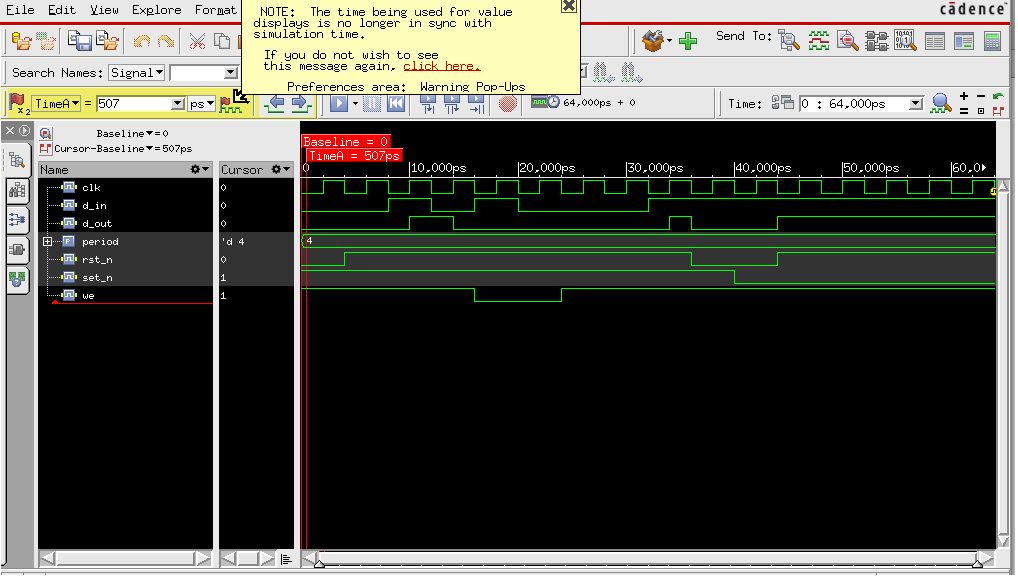 File Edit View Explore Format
cādence
NOTE: The time being used for value
displays is no longer in sync with
simulation time.
If you do not wish to see
this message again, click here.
Preferences area: Warning Pop-Ups
Send To:
Search Names: Signal
TimeA = 507 ps
64,000ps + 0
Time: 0 : 64,000ps
Baseline = 0
Cursor-Baseline = 507ps
Baseline = 0
TimeA = 507ps
Name Cursor
0 10,000ps 20,000ps 30,000ps 40,000ps 50,000ps 60,0
clk 0
d_in 0
d_out 0
period 'd 4 4
rst_n 0
set_n 1
we 1